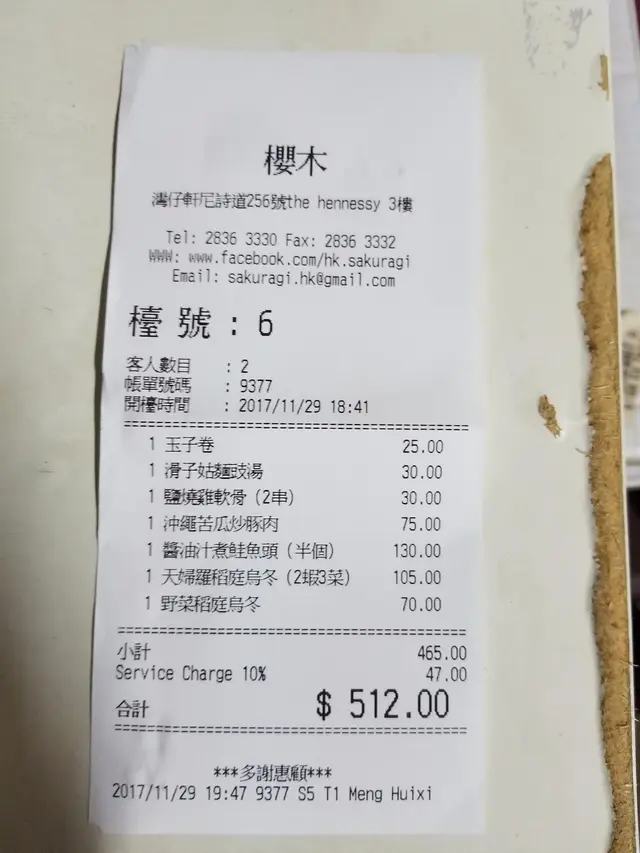 櫻木
灣仔軒尼詩道256號the hennessy 3樓
Tel: 2836 3330 Fax: 2836 3332
WWW: www.facebook.com/hk.sakuragi
Email: sakuragi.hk@gmail.com
檯號 : 6
客人數目 : 2
帳單號碼 : 9377
開檯時間 : 2017/11/29 18:41
1 玉子卷 25.00
1 滑子姑麵豉湯 30.00
1 鹽燒雞軟骨（2串） 30.00
1 沖繩苦瓜炒豚肉 75.00
1 醬油汁煮鮭魚頭（半個） 130.00
1 天婦羅稻庭烏冬（2蝦3菜） 105.00
1 野菜稻庭烏冬 70.00
小計 465.00
Service Charge 10% 47.00
合計 $ 512.00
***多謝惠顧***
2017/11/29 19:47 9377 S5 T1 Meng Huixi